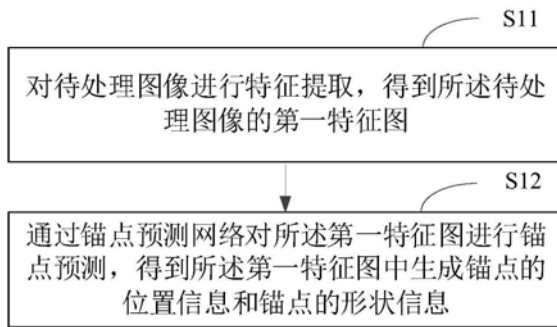 S11
对待处理图像进行特征提取，得到所述待
处理图像的第一特征图
S12
通过锚点预测网络对所述第一特征图进行锚
点预测，得到所述第一特征图中生成锚点的
位置信息和锚点的形状信息